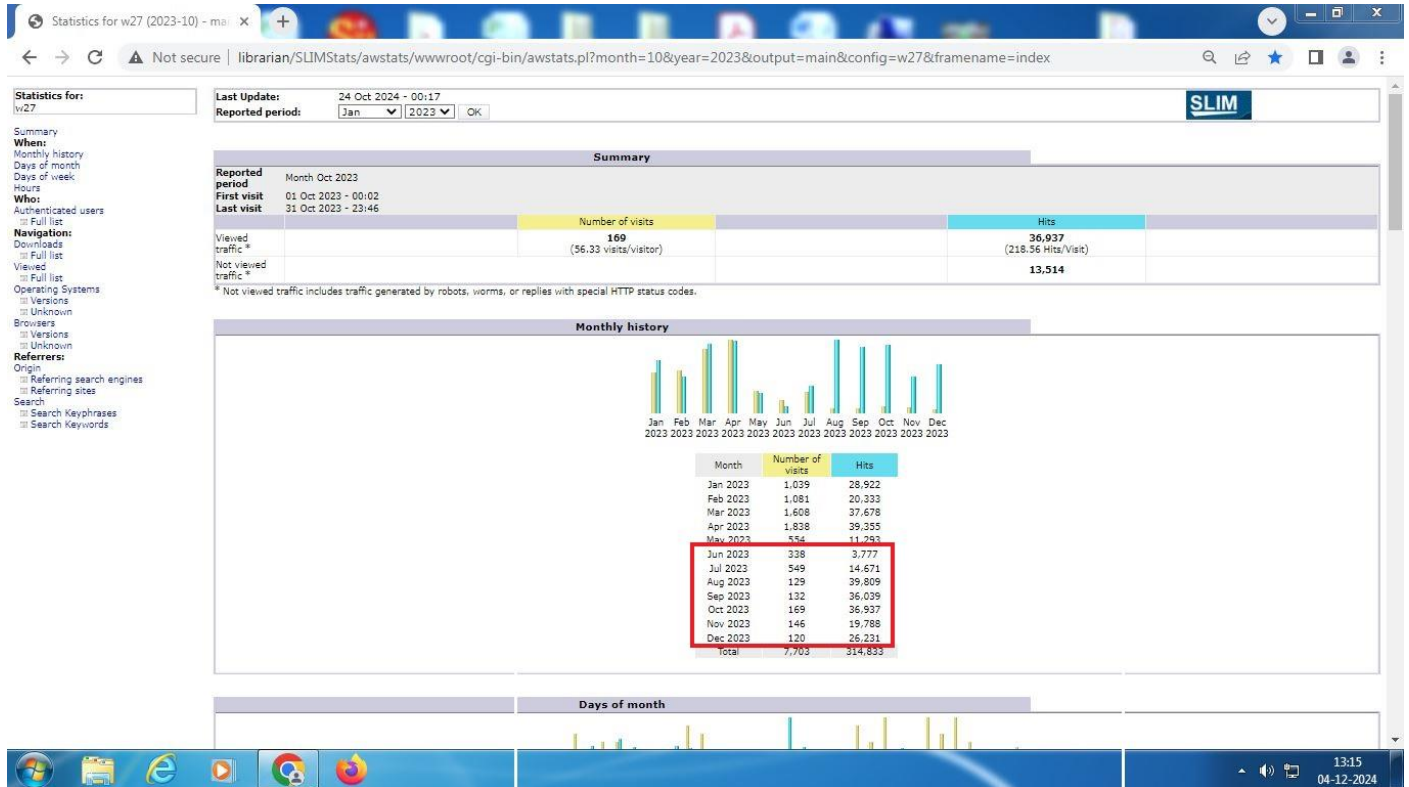 Statistics for w27 (2023-10) - ma
Not secure | librarian/SLIMStats/awstats/wwwroot/cgi-bin/awstats.pl?month=10&year=2023&output=main&config=w27&framename=index
Statistics for:
w27
Summary
When:
Monthly history
Days of month
Days of week
Hours
Who:
Authenticated users
Full list
Navigation:
Downloads
Full list
Viewed
Full list
Operating Systems
Versions
Unknown
Browsers
Versions
Unknown
Referrers:
Origin
Referring search engines
Referring sites
Search
Search Keyphrases
Search Keywords
Last Update: 24 Oct 2024 - 00:17
Reported period: Jan 2023 OK
SLIM
Summary
Reported period Month Oct 2023
First visit 01 Oct 2023 - 00:02
Last visit 31 Oct 2023 - 23:46
Number of visits Hits
Viewed traffic * 169 36,937
(56.33 visits/visitor) (218.56 Hits/Visit)
Not viewed traffic * 13,514
* Not viewed traffic includes traffic generated by robots, worms, or replies with special HTTP status codes.
Monthly history
Jan Feb Mar Apr May Jun Jul Aug Sep Oct Nov Dec
2023 2023 2023 2023 2023 2023 2023 2023 2023 2023 2023 2023
Month Number of visits Hits
Jan 2023 1,039 28,922
Feb 2023 1,081 20,333
Mar 2023 1,608 37,678
Apr 2023 1,838 39,355
May 2023 554 11,293
Jun 2023 338 3,777
Jul 2023 549 14,671
Aug 2023 129 39,809
Sep 2023 132 36,039
Oct 2023 169 36,937
Nov 2023 146 19,788
Dec 2023 120 26,231
Total 7,703 314,833
Days of month
13:15
04-12-2024